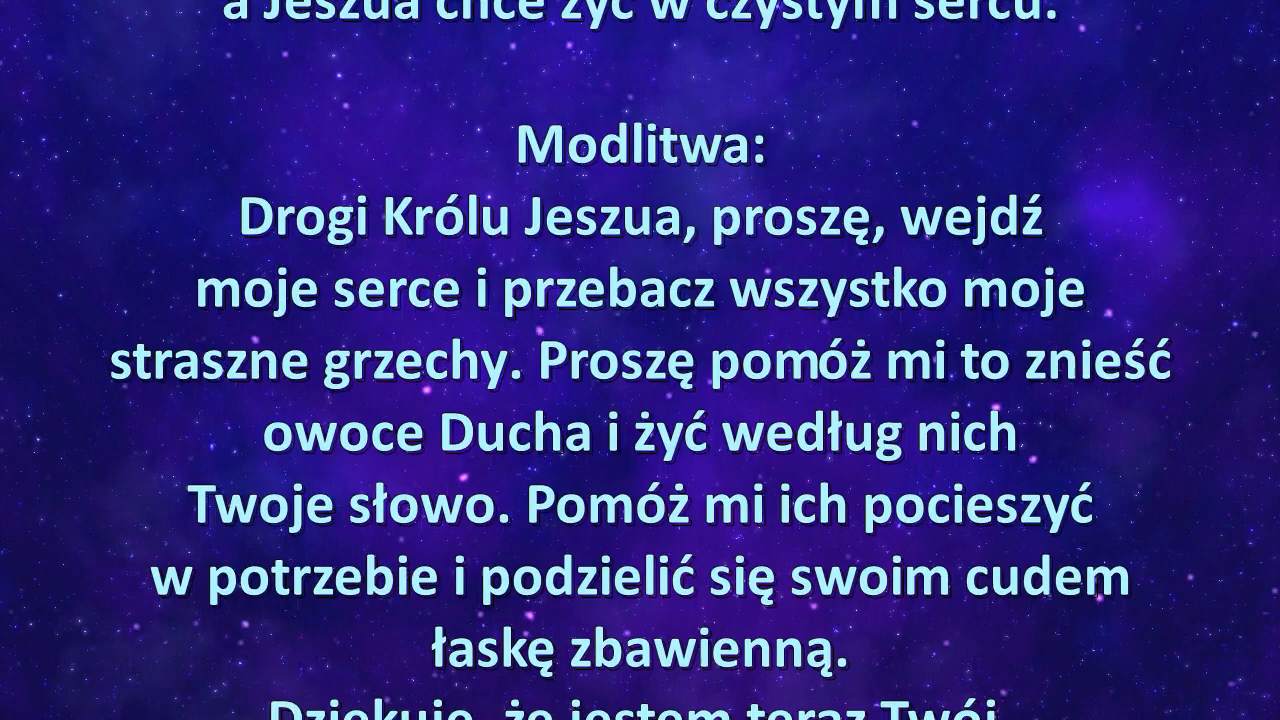 a Jeszua chce żyć w czystym sercu.
Modlitwa:
Drogi Królu Jeszua, proszę, wejdź
moje serce i przebacz wszystko moje
straszne grzechy. Proszę pomóż mi to znieść
owoce Ducha i żyć według nich
Twoje słowo. Pomóż mi ich pocieszyć
w potrzebie i podzielić się swoim cudem
łaskę zbawienną.
Dziękuję, że jestem teraz Twój